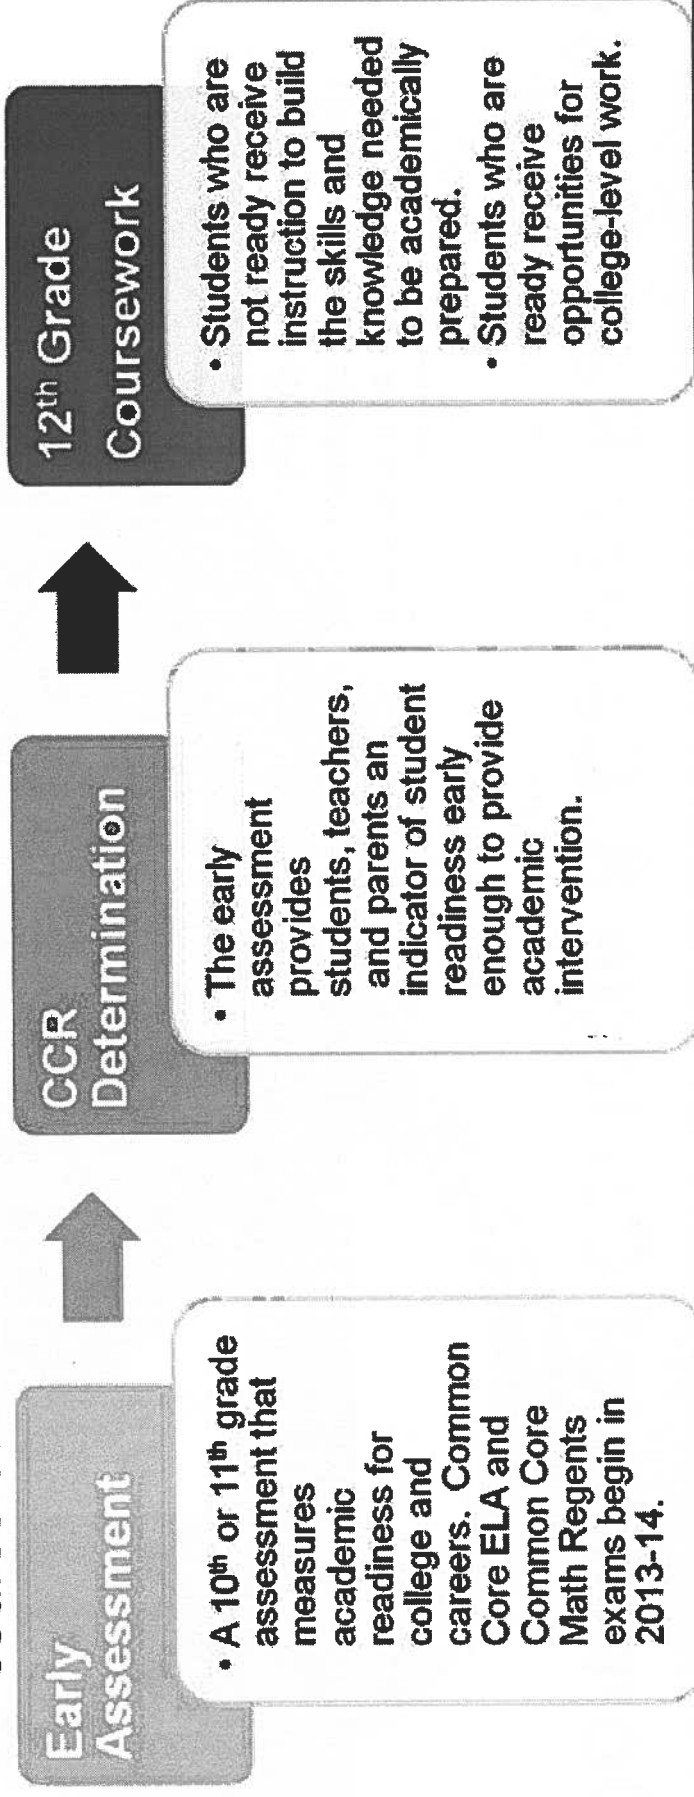 Early
Assessment
• A 10th or 11th grade
assessment that
measures
academic
readiness for
college and
careers. Common
Core ELA and
Common Core
Math Regents
exams begin in
2013-14.
CCR
Determination
• The early
assessment
provides
students, teachers,
and parents an
indicator of student
readiness early
enough to provide
academic
intervention.
12th Grade
Coursework
• Students who are
not ready receive
instruction to build
the skills and
knowledge needed
to be academically
prepared.
• Students who are
ready receive
opportunities for
college-level work.